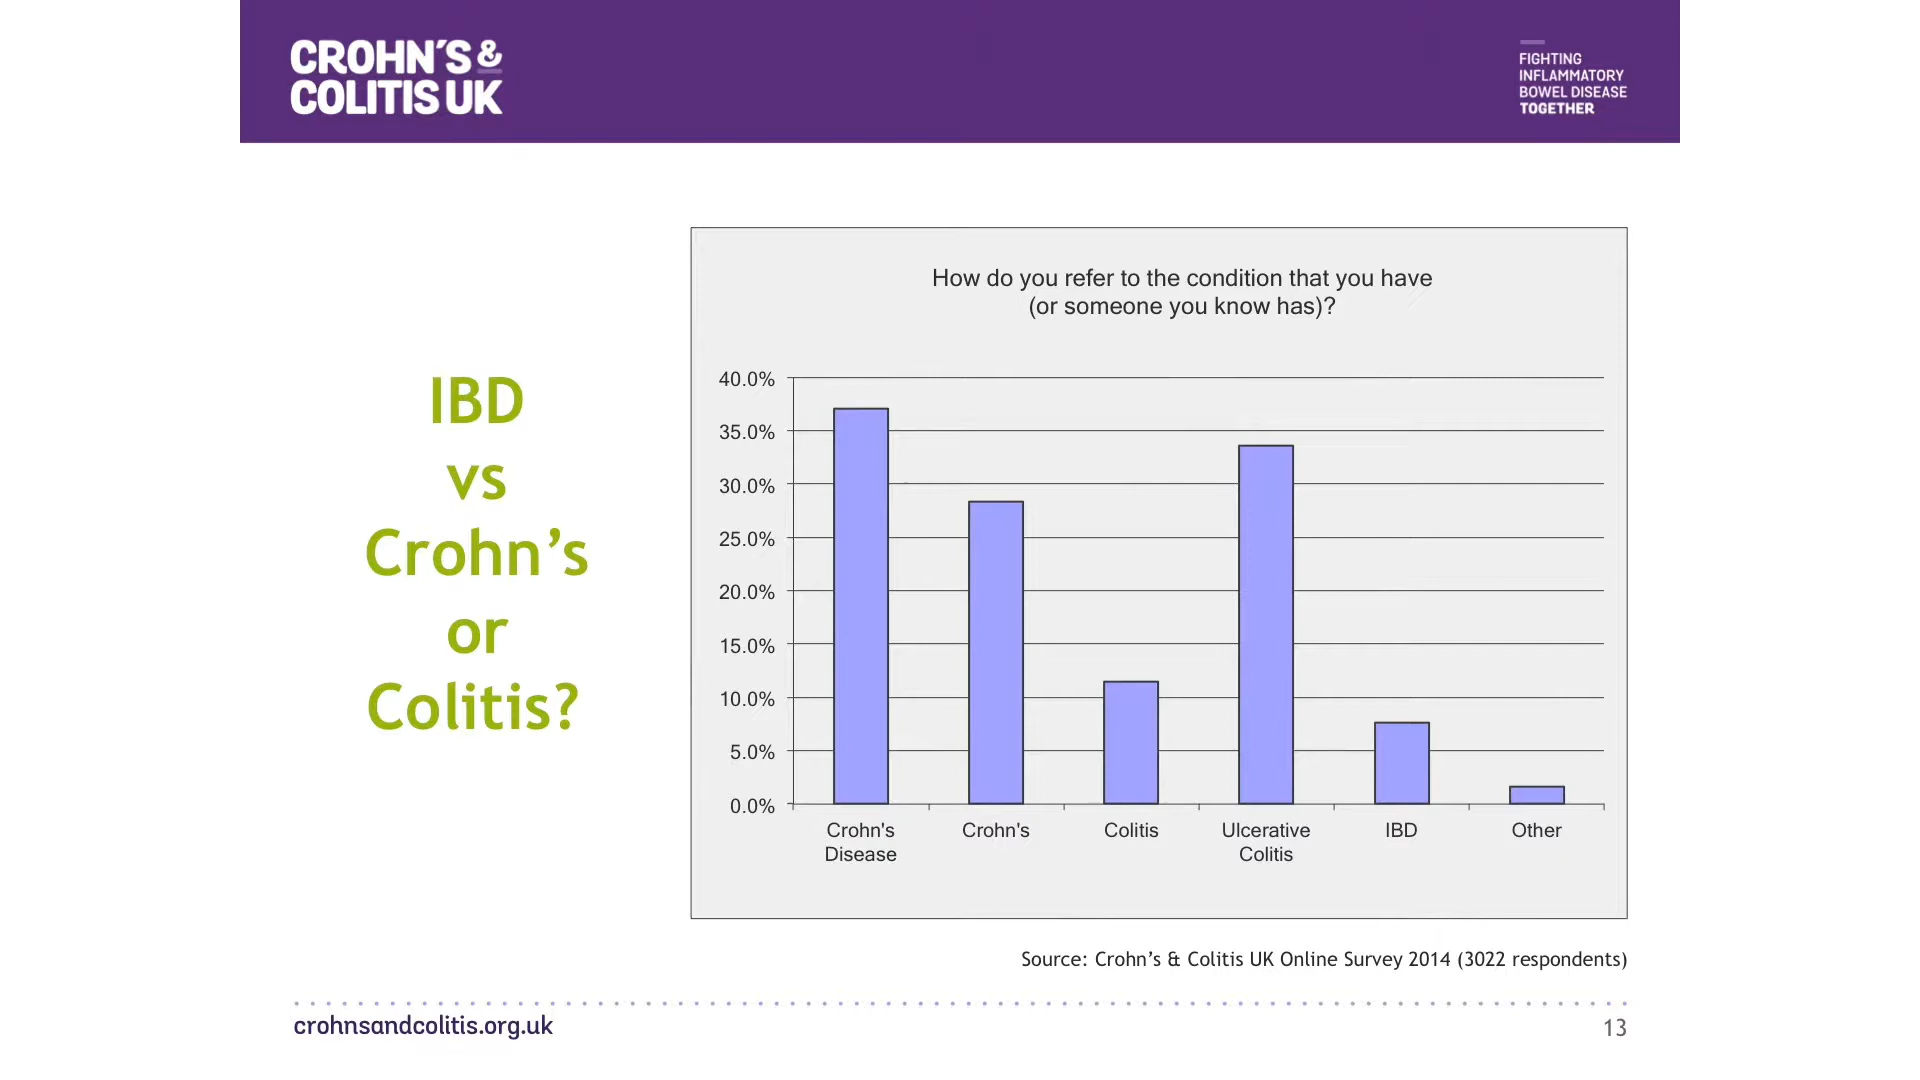 CROHN'S &
COLITIS UK
FIGHTING
INFLAMMATORY
BOWEL DISEASE
TOGETHER
IBD
vs
Crohn’s
or
Colitis?
How do you refer to the condition that you have
(or someone you know has)?
40.0%
35.0%
30.0%
25.0%
20.0%
15.0%
10.0%
5.0%
0.0%
Crohn's Disease
Crohn's
Colitis
Ulcerative Colitis
IBD
Other
Source: Crohn’s & Colitis UK Online Survey 2014 (3022 respondents)
crohnsandcolitis.org.uk
13